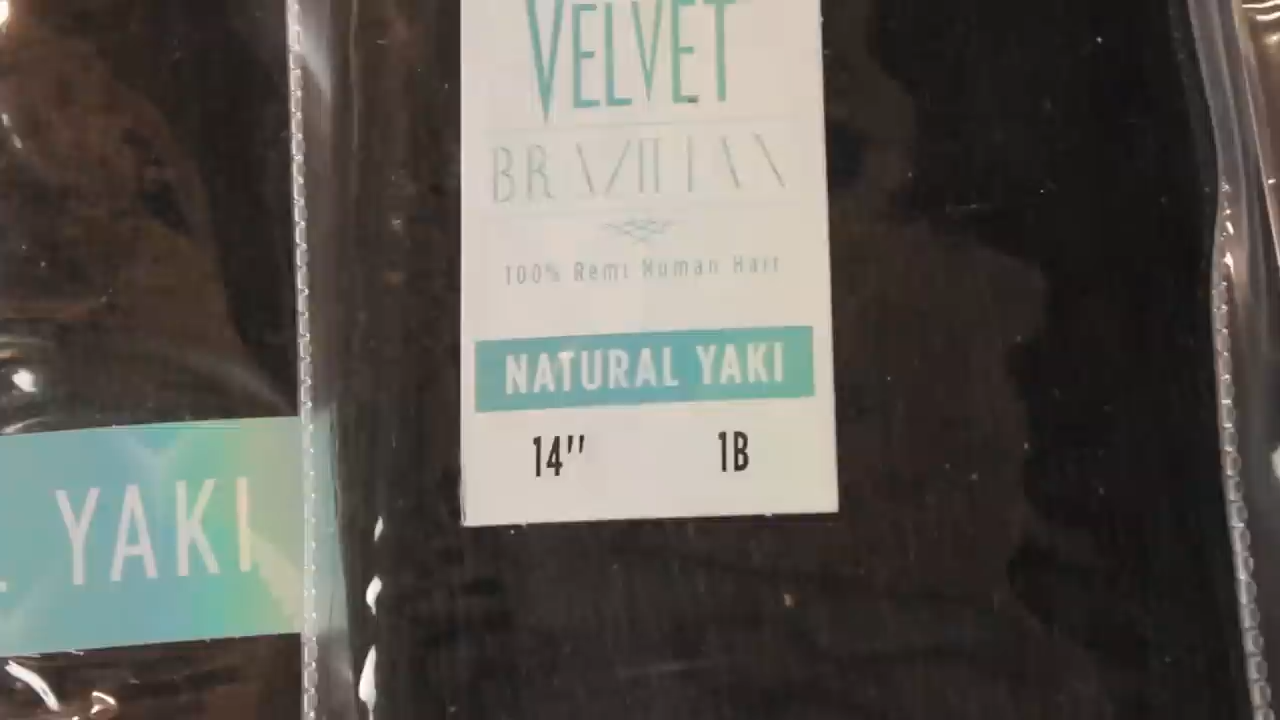 VELVET
BRAZILIAN
100% Remi Human Hair
NATURAL YAKI
14" 1B
YAKI